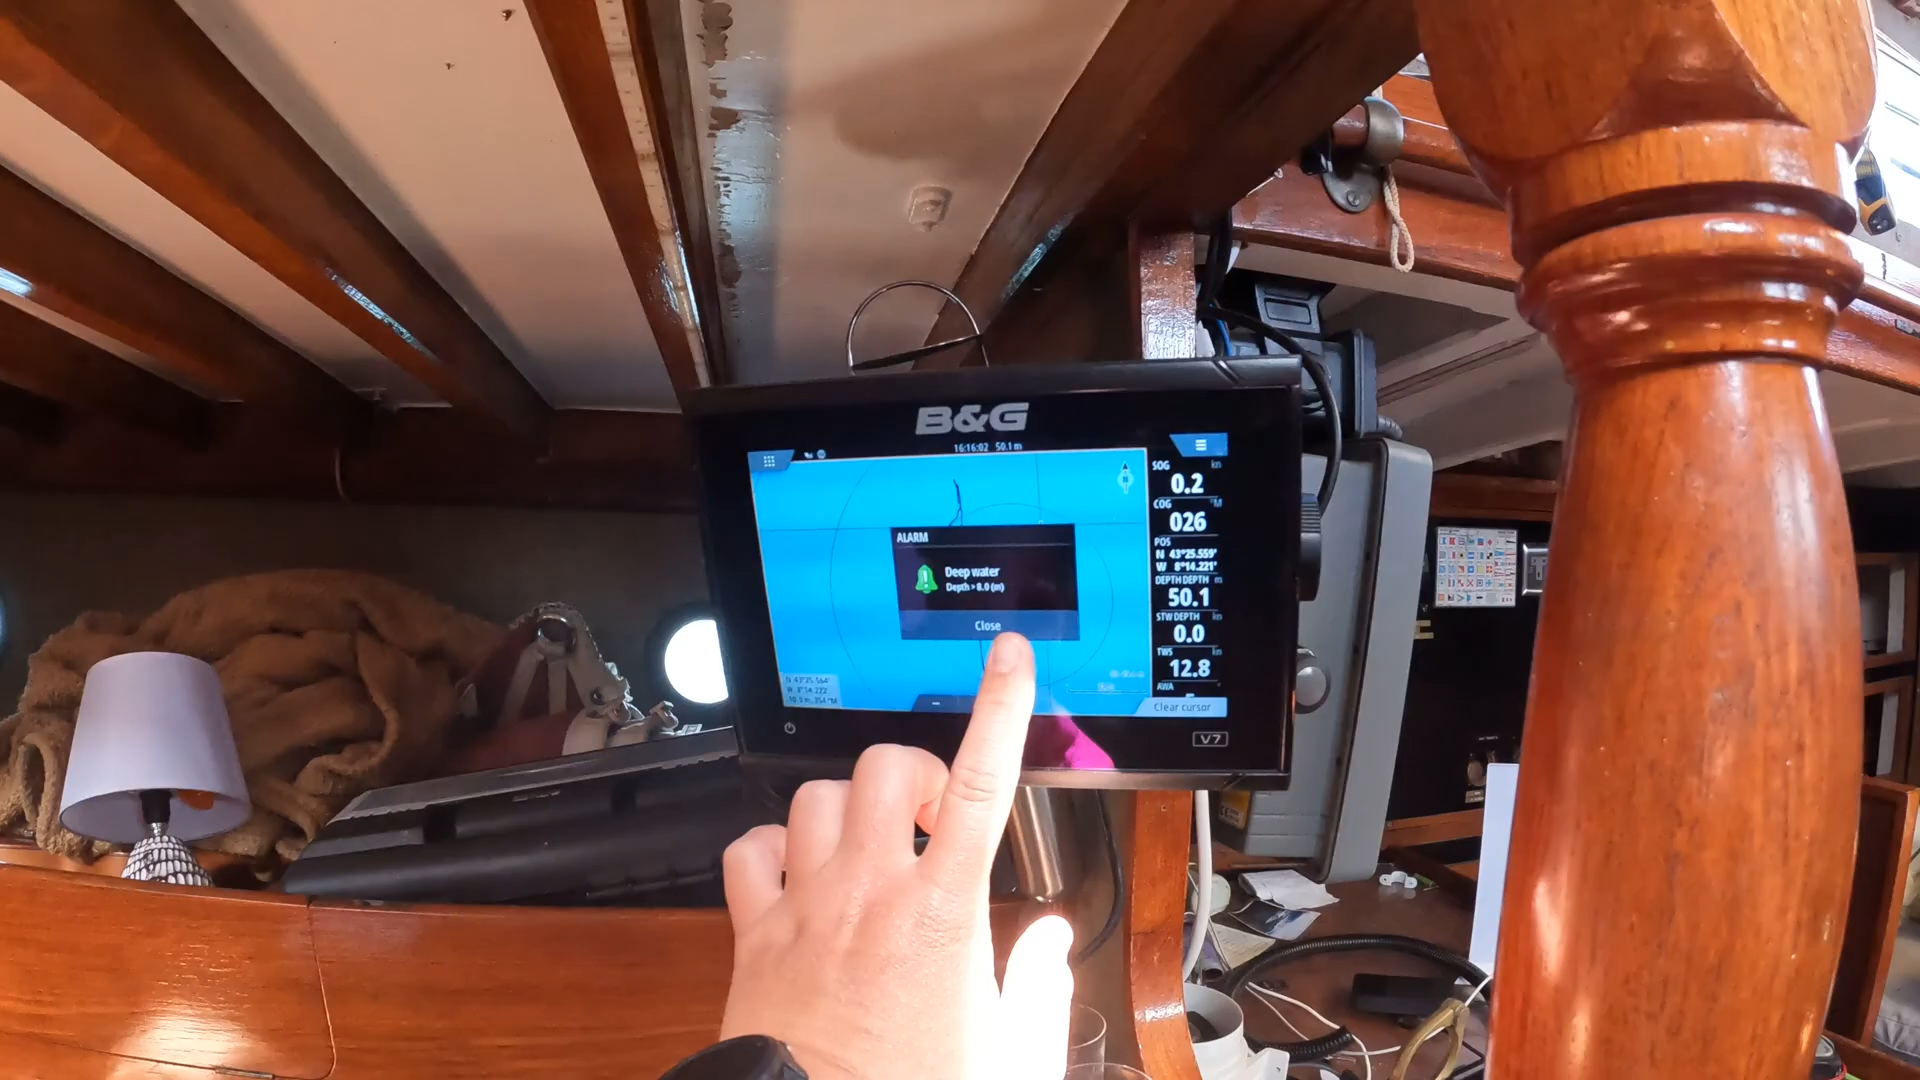 B&G
16:16:02 50.1 m
ALARM
Deep water
Depth > 8.0 (m)
Close
SOG kn
0.2
COG °M
026
POS
N 43°25.559'
W 8°14.221'
DEPTH DEPTH m
50.1
STW DEPTH kn
0.0
TWS kn
12.8
AWA
Clear cursor
V7